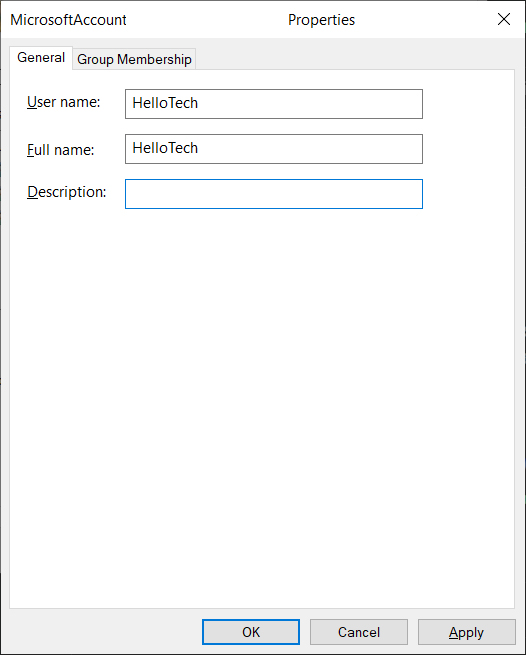 MicrosoftAccount Properties
General Group Membership
User name: HelloTech
Full name: HelloTech
Description:
OK Cancel Apply